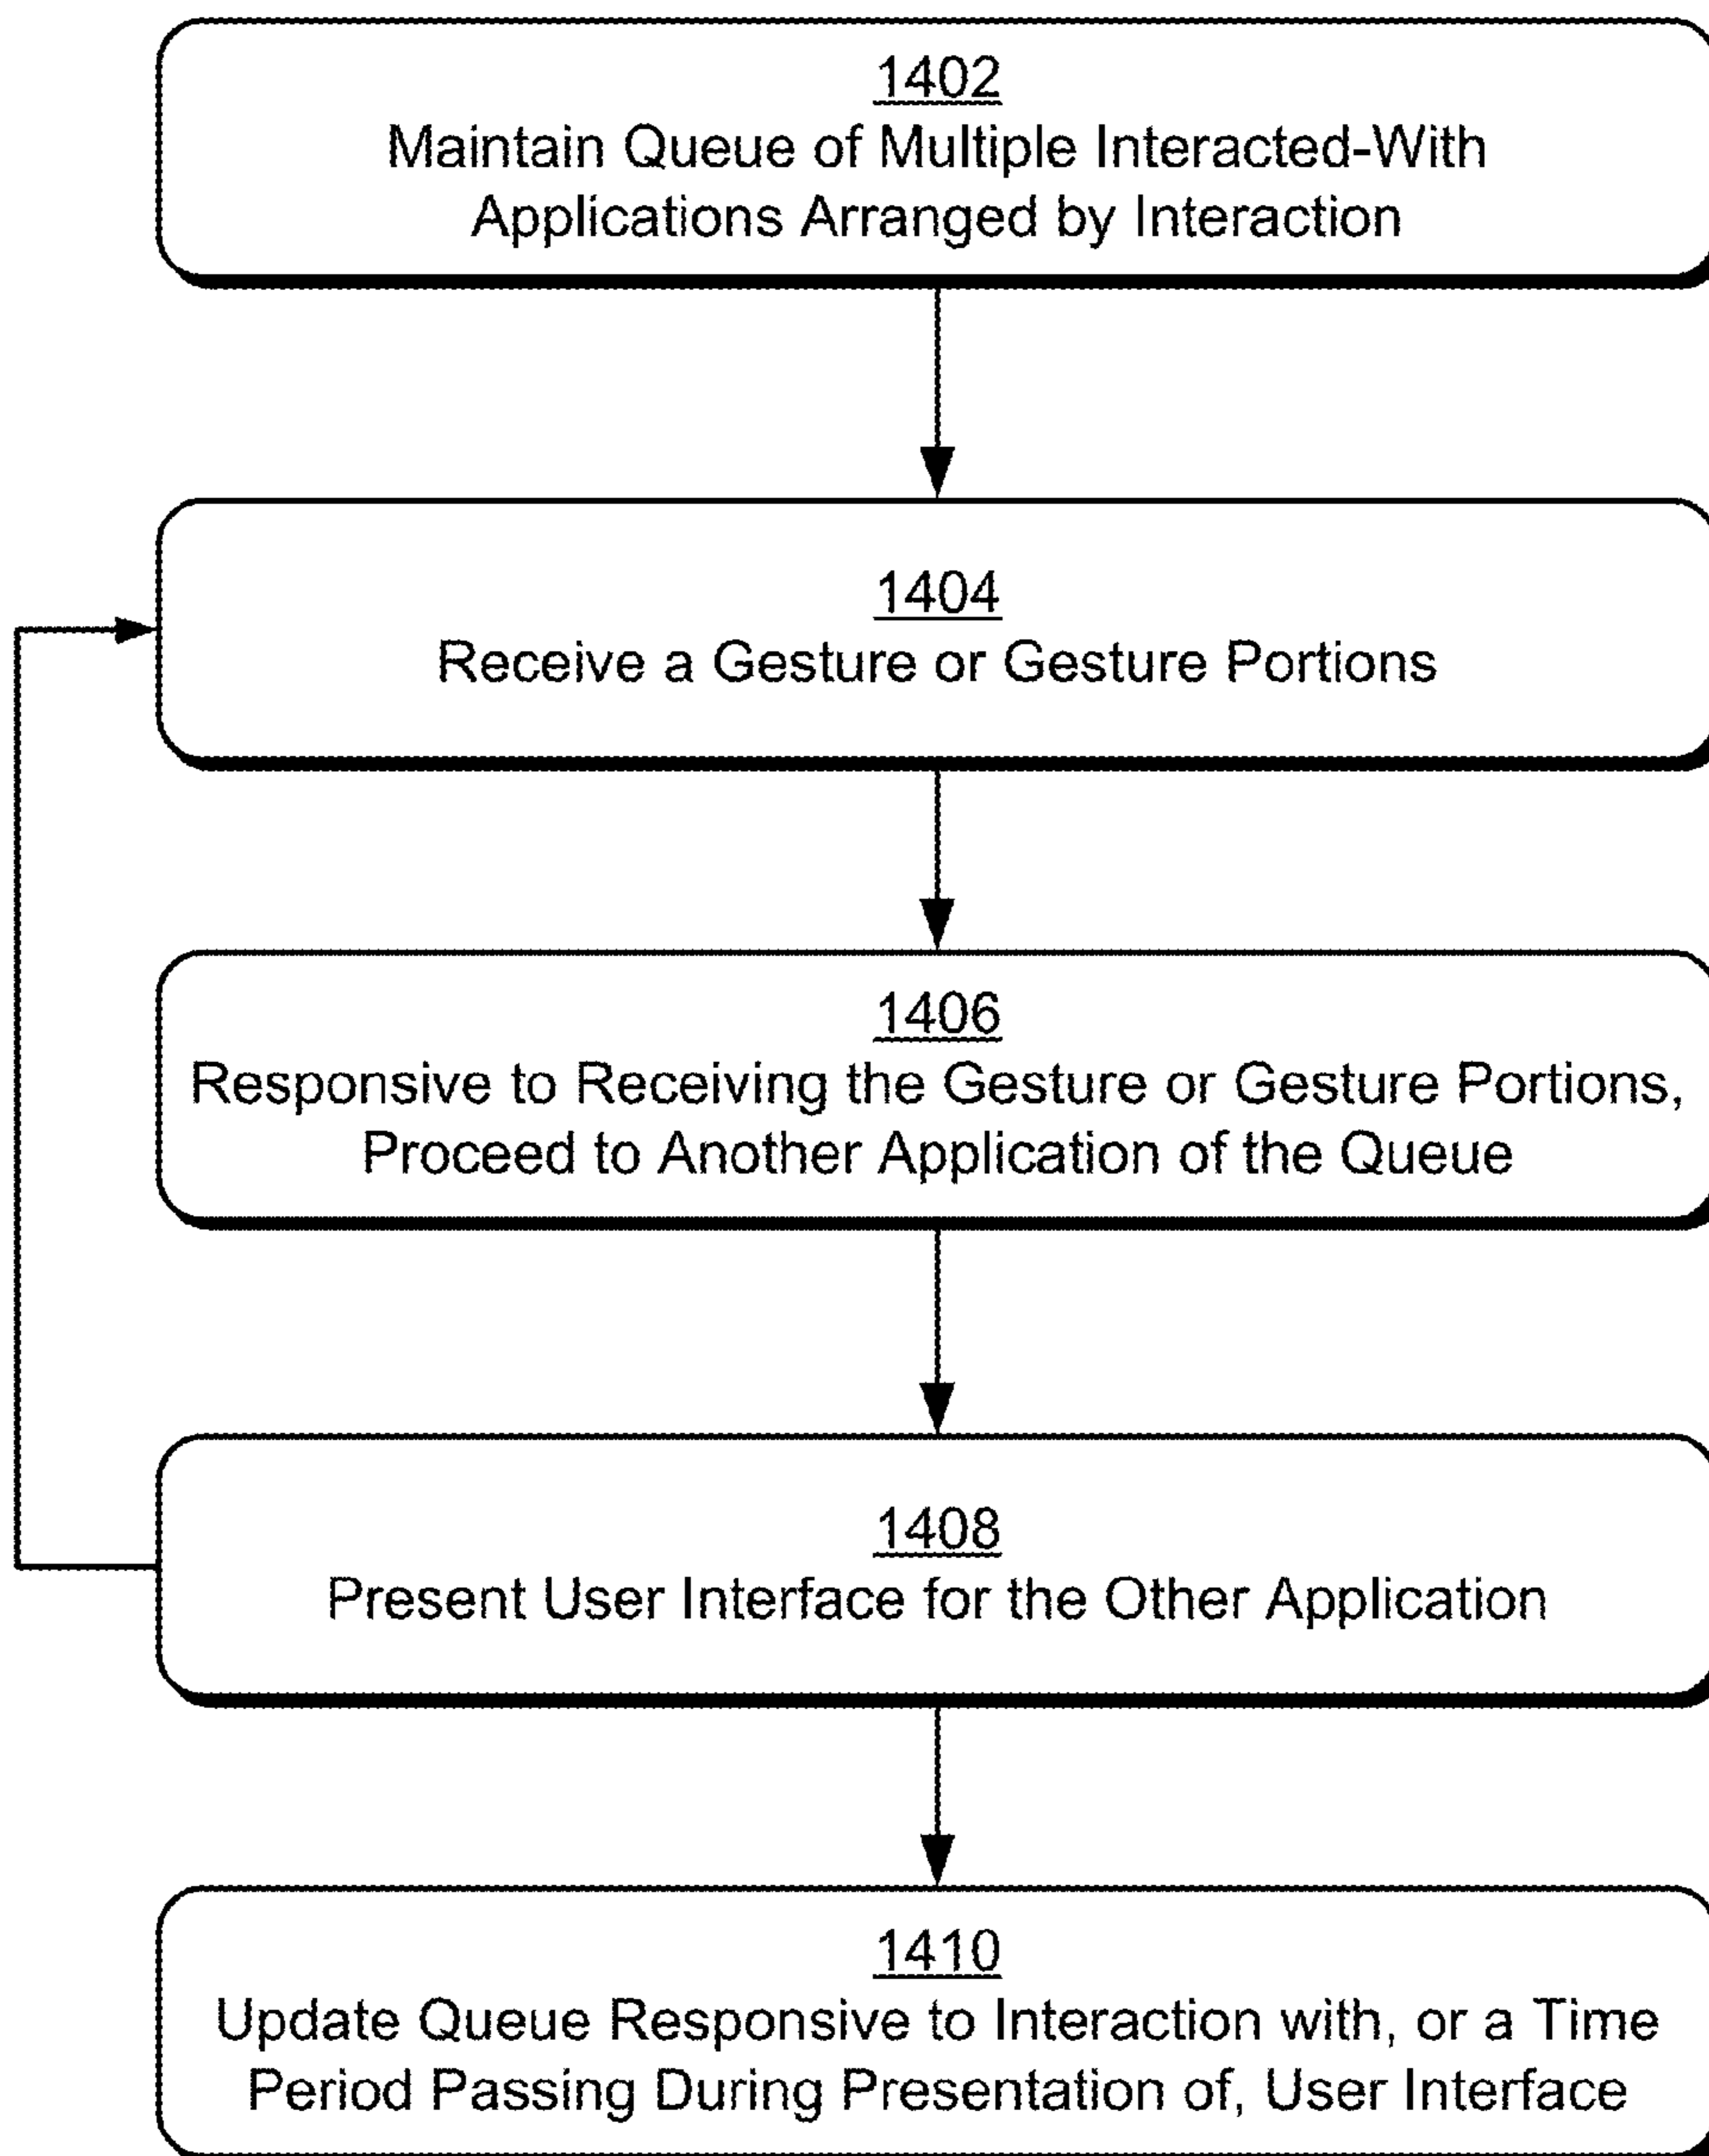 1402
Maintain Queue of Multiple Interacted-With
Applications Arranged by Interaction
1404
Receive a Gesture or Gesture Portions
1406
Responsive to Receiving the Gesture or Gesture Portions,
Proceed to Another Application of the Queue
1408
Present User Interface for the Other Application
1410
Update Queue Responsive to Interaction with, or a Time
Period Passing During Presentation of, User Interface